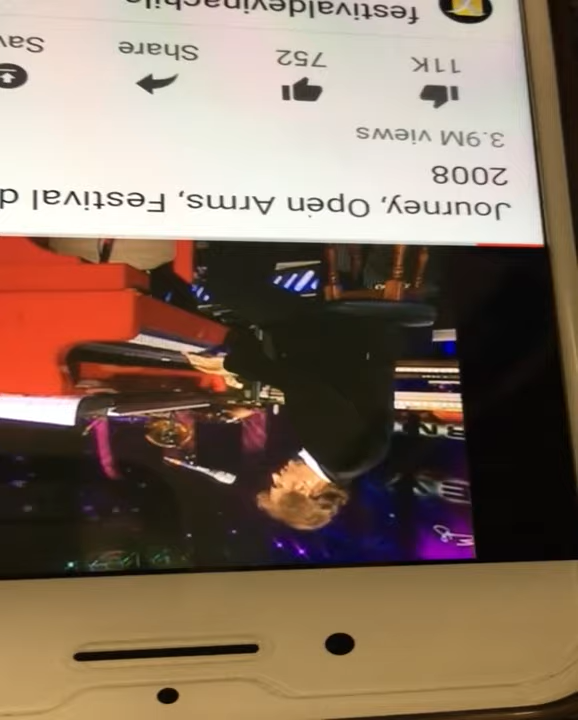 Journey, Open Arms, Festival d
2008
3.9M views
11K
752
Share
Sav
festivaldevinachile